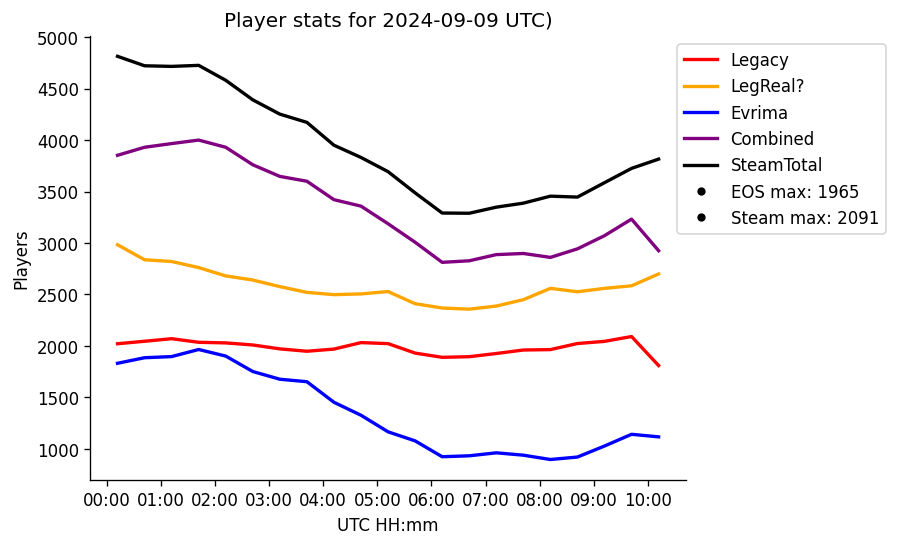 Player stats for 2024-09-09 UTC)
5000
4500
4000
3500
3000
2500
2000
1500
1000
Players
00:00 01:00 02:00 03:00 04:00 05:00 06:00 07:00 08:00 09:00 10:00
UTC HH:mm
Legacy
LegReal?
Evrima
Combined
SteamTotal
EOS max: 1965
Steam max: 2091